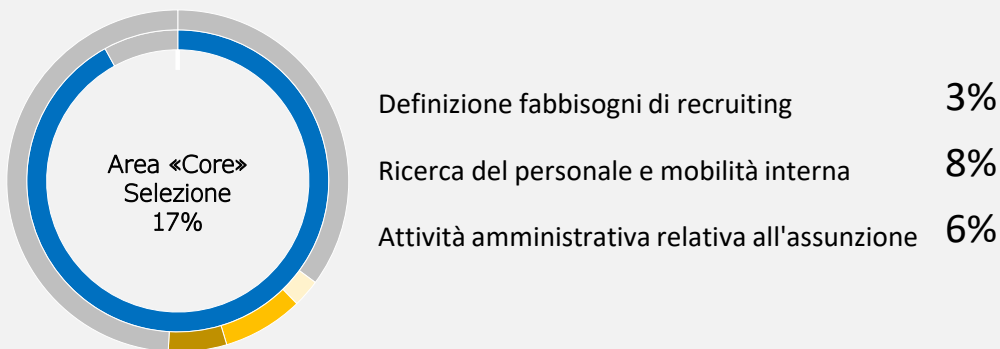 Area «Core»
Selezione
17%
Definizione fabbisogni di recruiting 3%
Ricerca del personale e mobilità interna 8%
Attività amministrativa relativa all'assunzione 6%